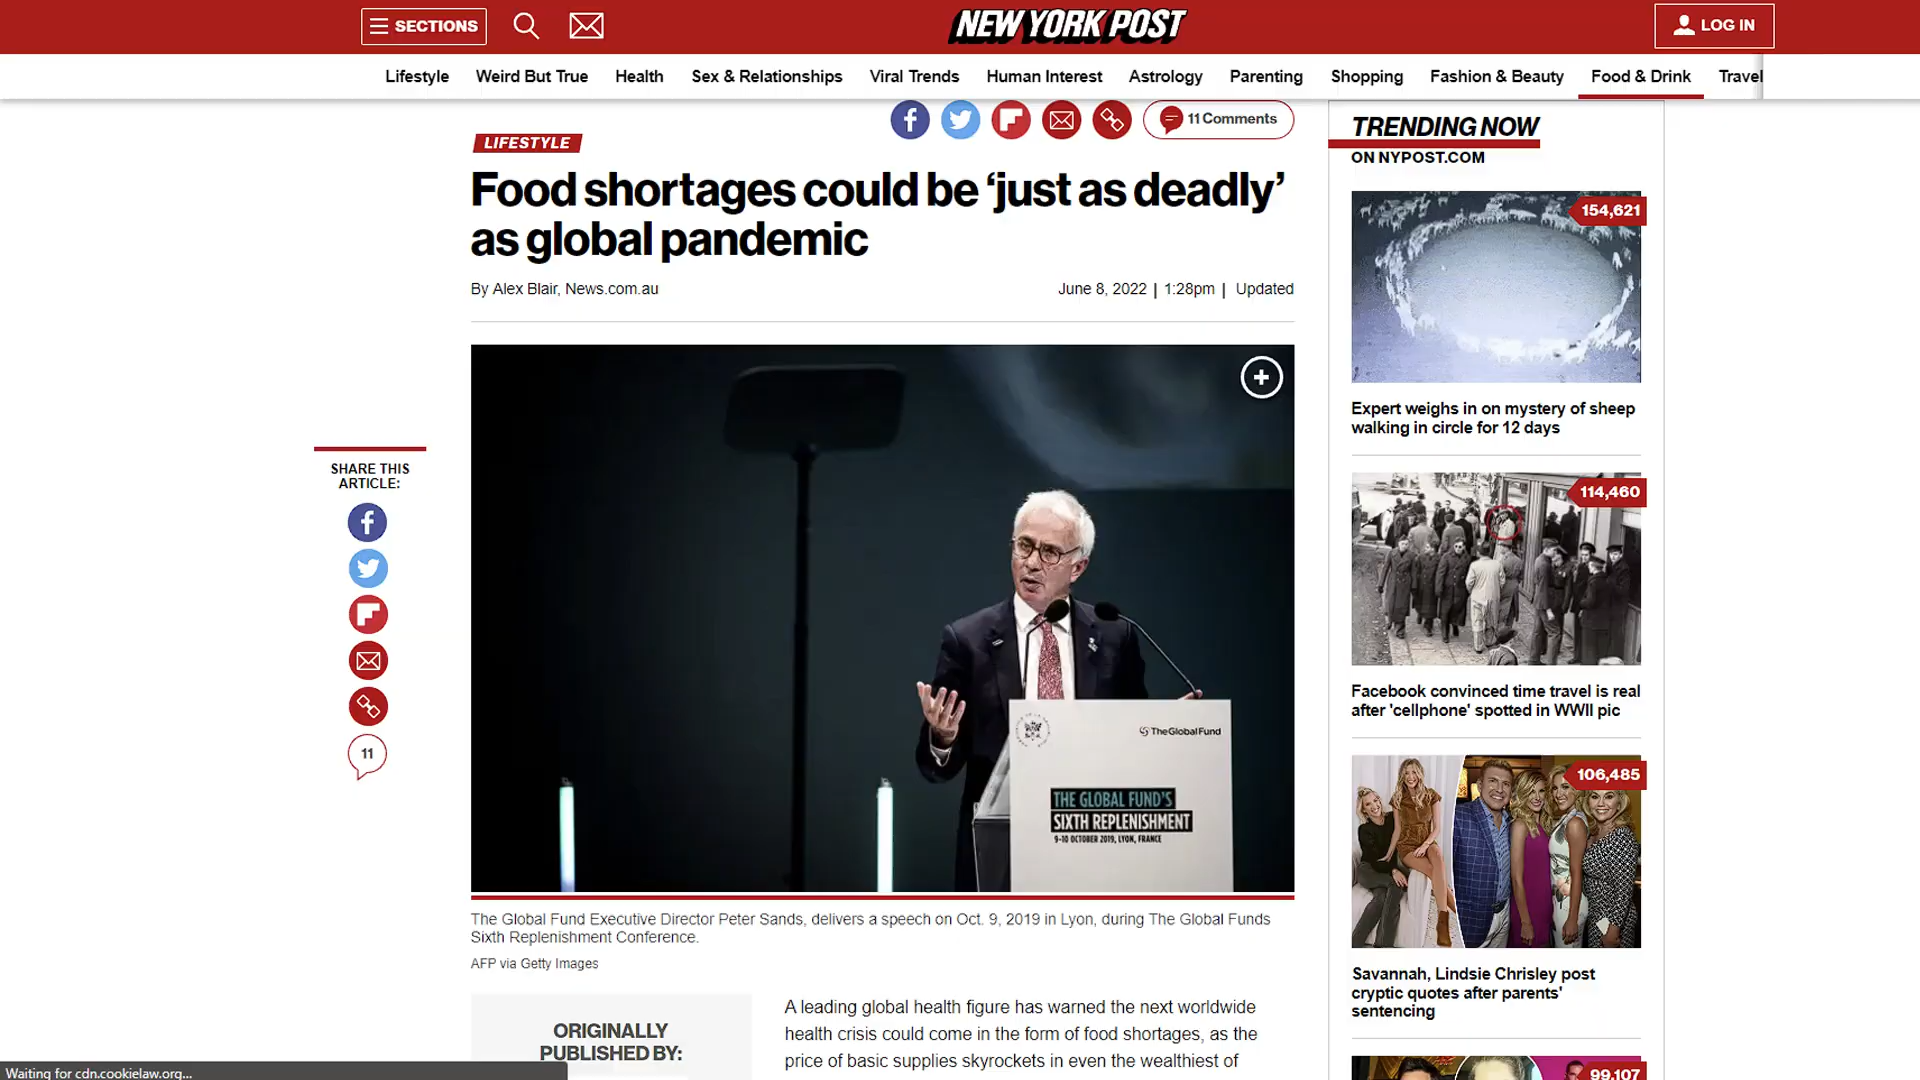 SECTIONS
NEW YORK POST
LOG IN
Lifestyle Weird But True Health Sex & Relationships Viral Trends Human Interest Astrology Parenting Shopping Fashion & Beauty Food & Drink Travel
11 Comments
LIFESTYLE
Food shortages could be ‘just as deadly’
as global pandemic
By Alex Blair, News.com.au
June 8, 2022 | 1:28pm | Updated
SHARE THIS
ARTICLE:
11
TheGlobalFund
THE GLOBAL FUND'S
SIXTH REPLENISHMENT
9-10 OCTOBER 2019, LYON, FRANCE
The Global Fund Executive Director Peter Sands, delivers a speech on Oct. 9, 2019 in Lyon, during The Global Funds
Sixth Replenishment Conference.
AFP via Getty Images
ORIGINALLY
PUBLISHED BY:
A leading global health figure has warned the next worldwide
health crisis could come in the form of food shortages, as the
price of basic supplies skyrockets in even the wealthiest of
TRENDING NOW
ON NYPOST.COM
154,621
Expert weighs in on mystery of sheep
walking in circle for 12 days
114,460
Facebook convinced time travel is real
after 'cellphone' spotted in WWII pic
106,485
Savannah, Lindsie Chrisley post
cryptic quotes after parents'
sentencing
99,107
Waiting for cdn.cookielaw.org...